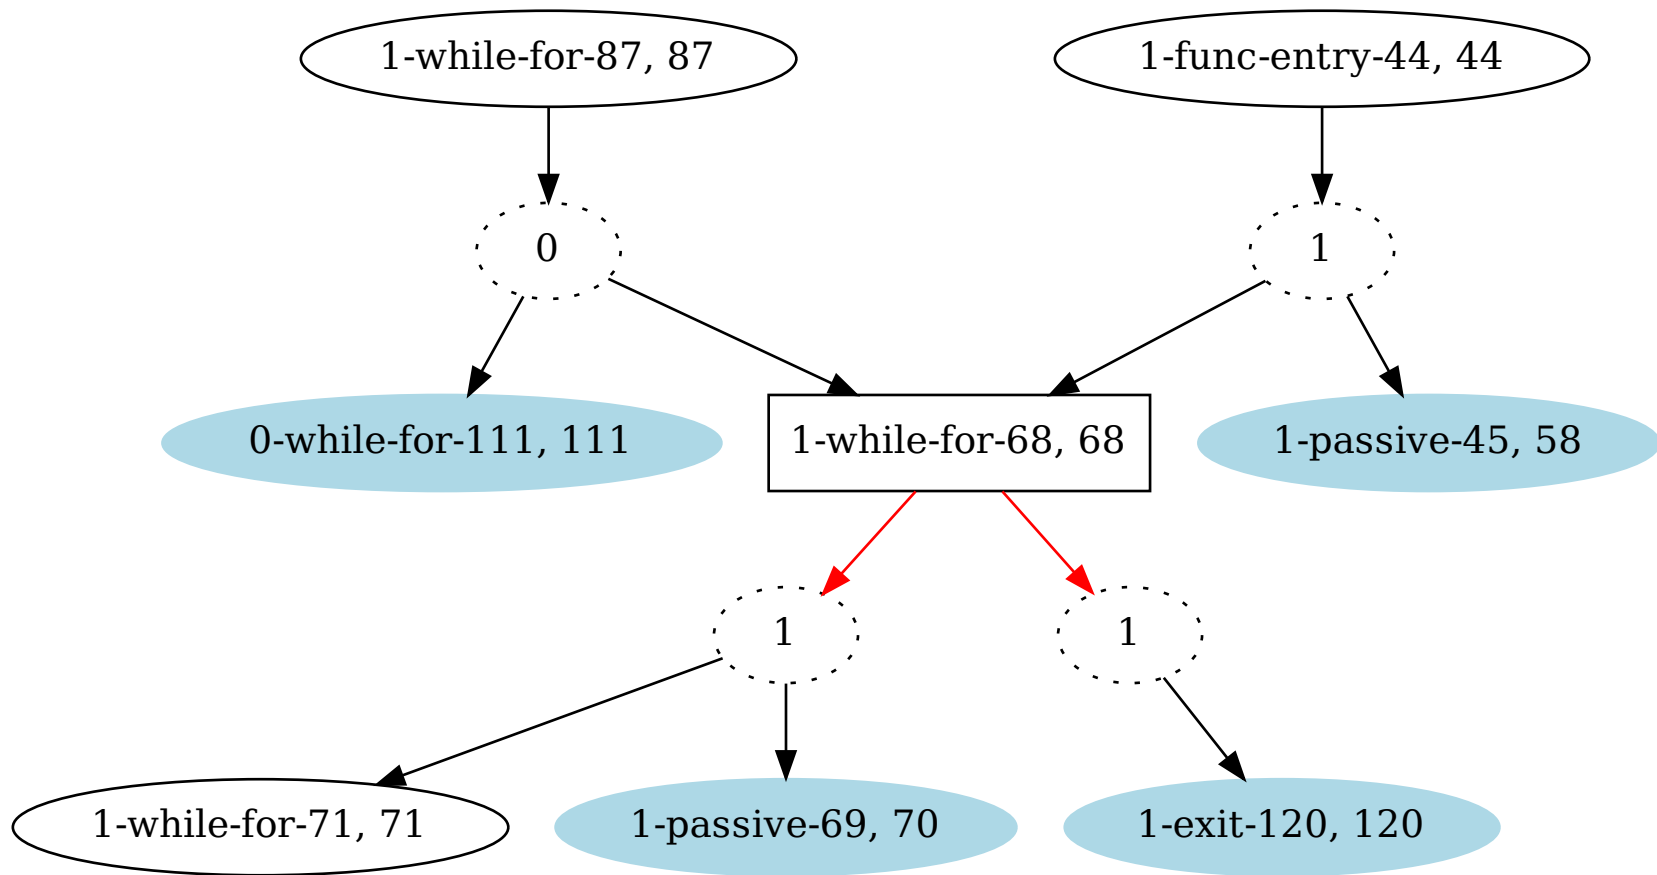 1-while-for-87, 87
1-func-entry-44, 44
0
1
0-while-for-111, 111
1-while-for-68, 68
1-passive-45, 58
1
1
1-while-for-71, 71
1-passive-69, 70
1-exit-120, 120